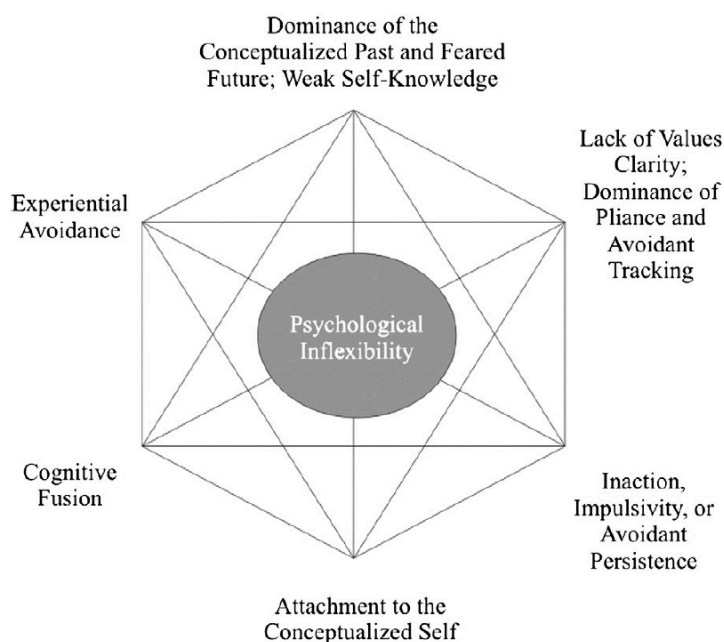 Dominance of the
Conceptualized Past and Feared
Future; Weak Self-Knowledge
Lack of Values
Clarity;
Dominance of
Pliance and
Avoidant
Tracking
Experiential
Avoidance
Psychological
Inflexibility
Cognitive
Fusion
Inaction,
Impulsivity, or
Avoidant
Persistence
Attachment to the
Conceptualized Self